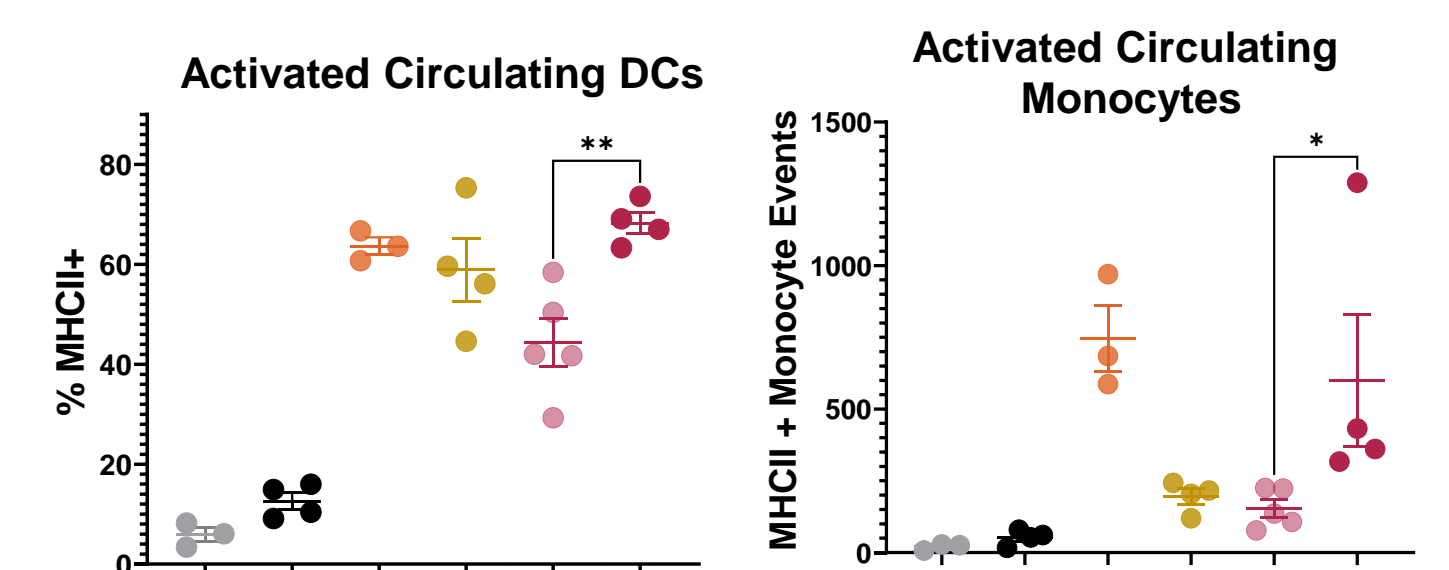 Activated Circulating DCs
% MHCII+
80
60
40
20
0
**
Activated Circulating
Monocytes
MHCII + Monocyte Events
1500
1000
500
0
*